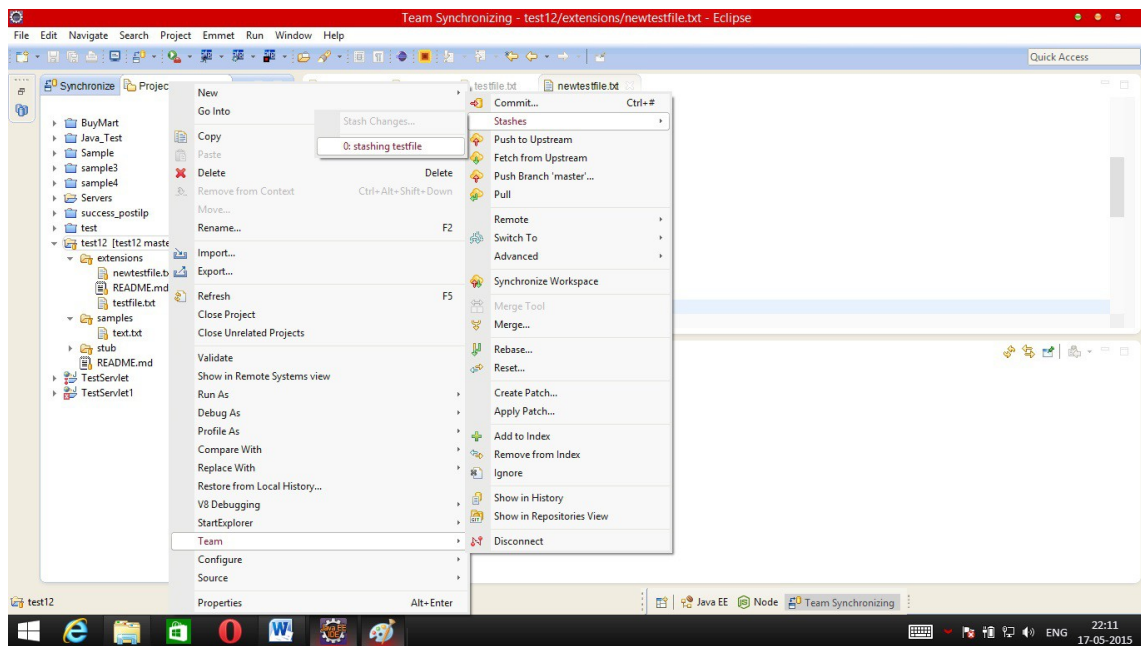 Team Synchronizing - test12/extensions/newtestfile.txt - Eclipse
File Edit Navigate Search Project Emmet Run Window Help
Quick Access
Synchronize Projec
testfile.txt newtestfile.txt
BuyMart
Java_Test
Sample
sample3
sample4
Servers
success_postilp
test
test12 [test12 maste
extensions
newtestfile.b
README.md
testfile.txt
samples
text.txt
stub
README.md
TestServlet
TestServlet1
New
Go Into
Copy
Paste
Delete Delete
Remove from Context Ctrl+Alt+Shift+Down
Move...
Rename... F2
Import...
Export...
Refresh F5
Close Project
Close Unrelated Projects
Validate
Show in Remote Systems view
Run As
Debug As
Profile As
Compare With
Replace With
Restore from Local History...
V8 Debugging
StartExplorer
Team
Configure
Source
Properties Alt+Enter
Stash Changes...
0: stashing testfile
Commit... Ctrl+#
Stashes
Push to Upstream
Fetch from Upstream
Push Branch 'master'...
Pull
Remote
Switch To
Advanced
Synchronize Workspace
Merge Tool
Merge...
Rebase...
Reset...
Create Patch...
Apply Patch...
Add to Index
Remove from Index
Ignore
Show in History
Show in Repositories View
Disconnect
test12
Java EE Node Team Synchronizing
ENG
22:11
17-05-2015